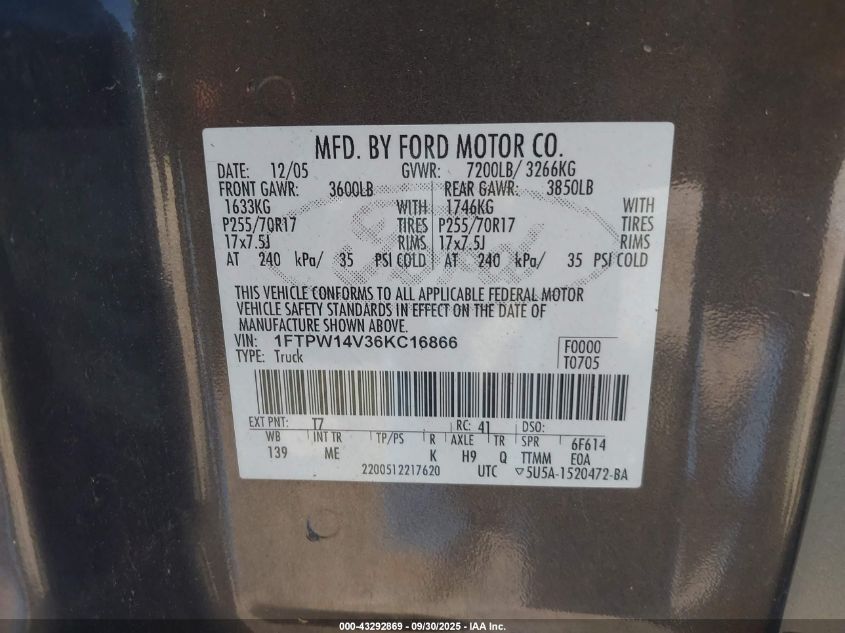 MFD. BY FORD MOTOR CO.
DATE: 12/05 GVWR: 7200LB/ 3266KG
FRONT GAWR: 3600LB REAR GAWR: 3850LB
1633KG WITH 1746KG WITH
P255/70R17 TIRES P255/70R17 TIRES
17x7.5J RIMS 17x7.5J RIMS
AT 240 kPa/ 35 PSI COLD AT 240 kPa/ 35 PSI COLD
THIS VEHICLE CONFORMS TO ALL APPLICABLE FEDERAL MOTOR
VEHICLE SAFETY STANDARDS IN EFFECT ON THE DATE OF
MANUFACTURE SHOWN ABOVE.
VIN: 1FTPW14V36KC16866 F0000
TYPE: Truck T0705
EXT PNT: T7 RC: 41 DSO:
WB INT TR TP/PS R AXLE TR SPR 6F614
139 ME K H9 Q TTMM E0A
2200512217620 UTC ▽5U5A-1520472-BA
000-43292869 - 09/30/2025 - IAA Inc.